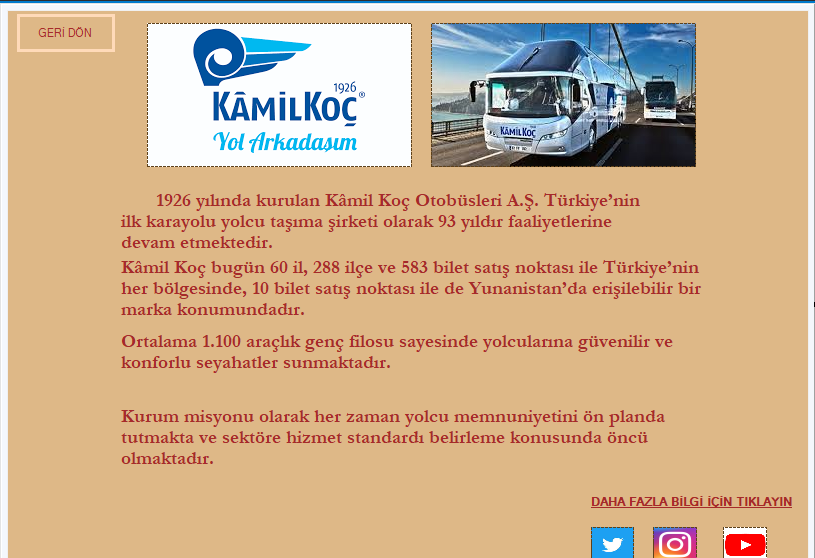 GERİ DÖN
1926
KÂMİLKOÇ®
Yol Arkadaşım
KÂMİLKOÇ
1926 yılında kurulan Kâmil Koç Otobüsleri A.Ş. Türkiye’nin
ilk karayolu yolcu taşıma şirketi olarak 93 yıldır faaliyetlerine
devam etmektedir.
Kâmil Koç bugün 60 il, 288 ilçe ve 583 bilet satış noktası ile Türkiye’nin
her bölgesinde, 10 bilet satış noktası ile de Yunanistan’da erişilebilir bir
marka konumundadır.
Ortalama 1.100 araçlık genç filosu sayesinde yolcularına güvenilir ve
konforlu seyahatler sunmaktadır.
Kurum misyonu olarak her zaman yolcu memnuniyetini ön planda
tutmakta ve sektöre hizmet standardı belirleme konusunda öncü
olmaktadır.
DAHA FAZLA BİLGİ İÇİN TIKLAYIN